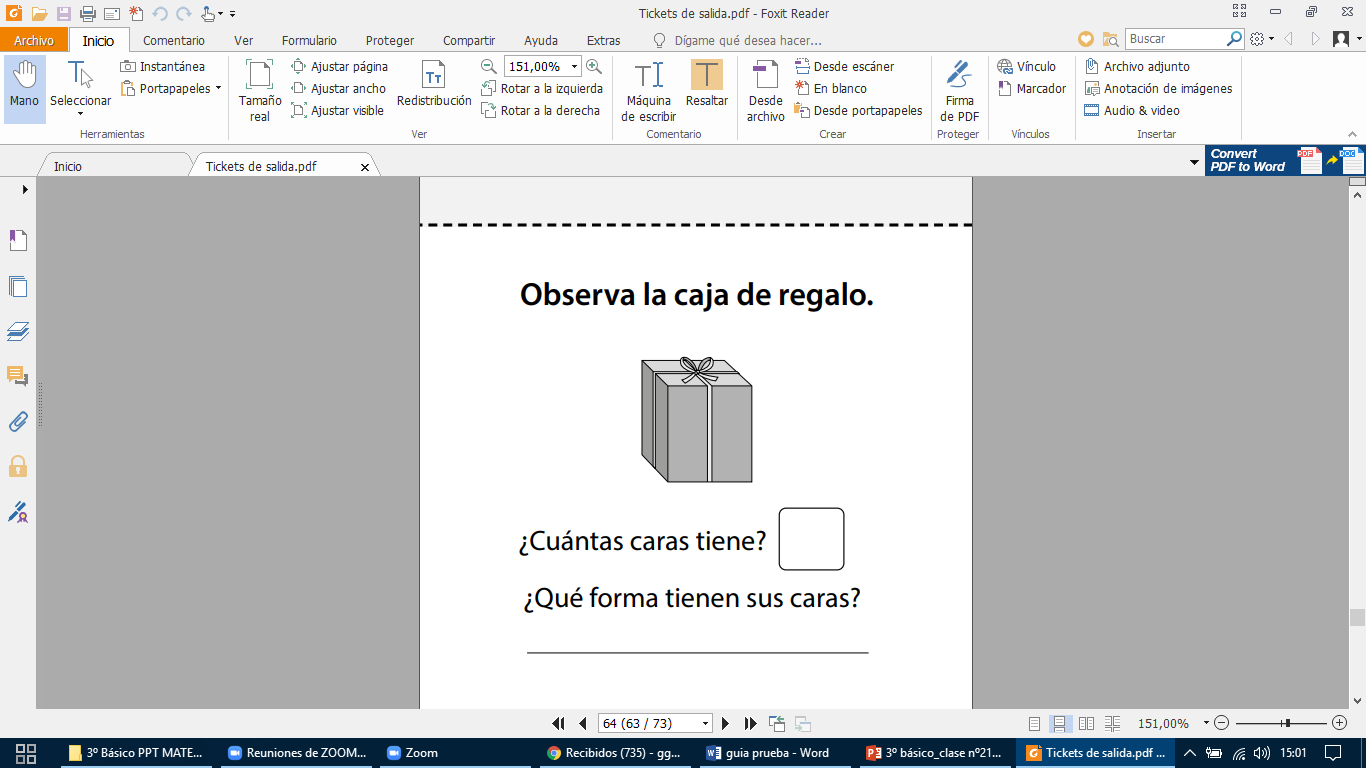 Tickets de salida.pdf - Foxit Reader
Archivo Inicio Comentario Ver Formulario Proteger Compartir Ayuda Extras Dígame qué desea hacer... Buscar
Mano
Seleccionar
Instantánea
Portapapeles
Herramientas
Tamaño real
Ajustar página
Ajustar ancho
Ajustar visible
Redistribución
151,00%
Rotar a la izquierda
Rotar a la derecha
Ver
Máquina de escribir
Resaltar
Comentario
Desde archivo
Desde escáner
En blanco
Desde portapapeles
Crear
Firma de PDF
Proteger
Vínculo
Marcador
Vínculos
Archivo adjunto
Anotación de imágenes
Audio & video
Insertar
Inicio Tickets de salida.pdf
Convert
PDF to Word
PDF DOC
Observa la caja de regalo.
¿Cuántas caras tiene?
¿Qué forma tienen sus caras?
64 (63 / 73) 151,00%
3º Básico PPT MATE... Reuniones de ZOOM... Zoom Recibidos (735) - gg... guia prueba - Word 3º básico_clase nº21... Tickets de salida.pdf ... 15:01